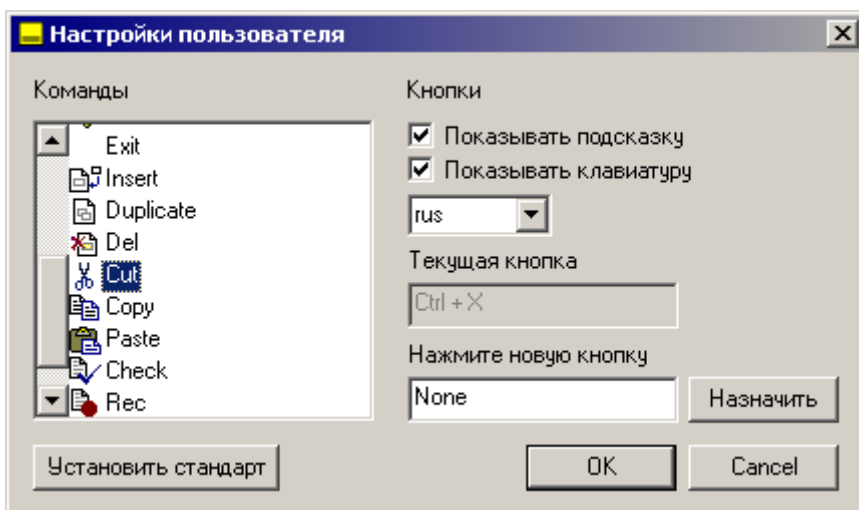 Настройки пользователя
Команды
Exit
Insert
Duplicate
Del
Cut
Copy
Paste
Check
Rec
Кнопки
Показывать подсказку
Показывать клавиатуру
rus
Текущая кнопка
Ctrl + X
Нажмите новую кнопку
None
Назначить
Установить стандарт
OK
Cancel